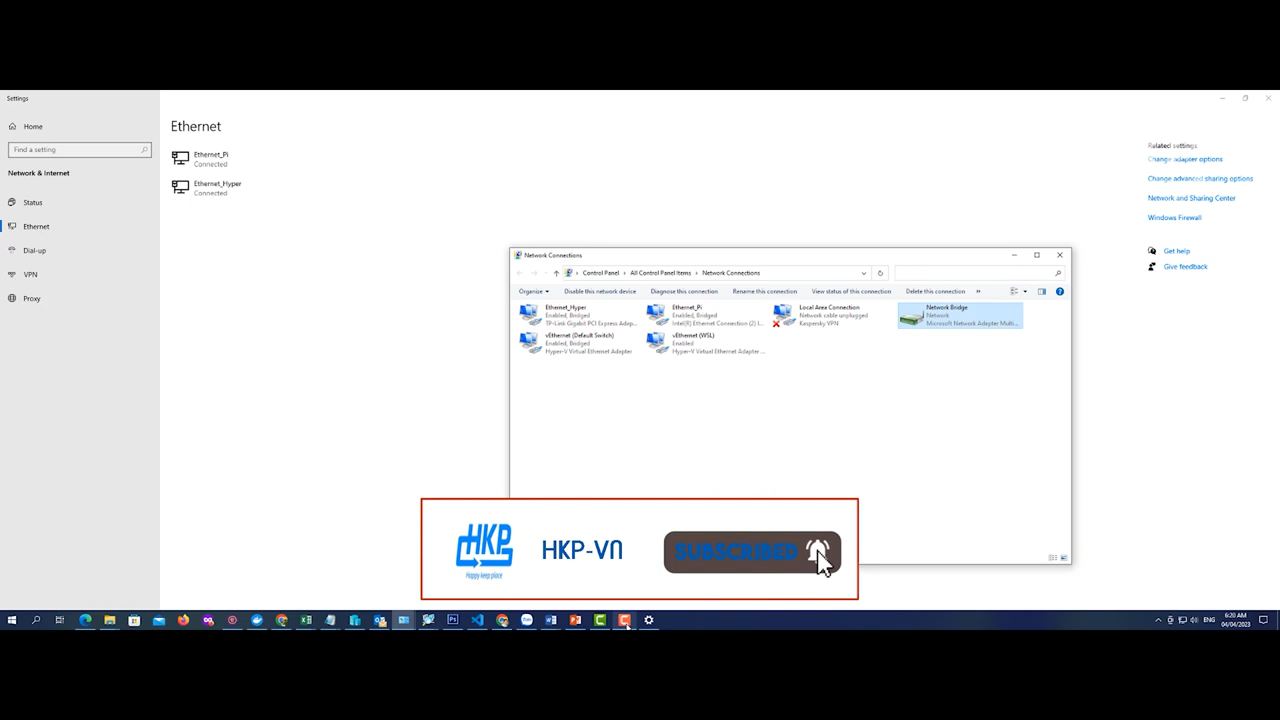 Settings
Home
Find a setting
Network & Internet
Status
Ethernet
Dial-up
VPN
Proxy
Ethernet
Ethernet_Pi
Connected
Ethernet_Hyper
Connected
Related settings
Change adapter options
Change advanced sharing options
Network and Sharing Center
Windows Firewall
Get help
Give feedback
Network Connections
Control Panel > All Control Panel Items > Network Connections
Organize Disable this network device Diagnose this connection Rename this connection View status of this connection Delete this connection »
Ethernet_Hyper
Enabled, Bridged
TP-Link Gigabit PCI Express Adap...
Ethernet_Pi
Enabled, Bridged
Intel(R) Ethernet Connection (2) I...
Local Area Connection
Network cable unplugged
Kaspersky VPN
Network Bridge
Network
Microsoft Network Adapter Multi...
vEthernet (Default Switch)
Enabled, Bridged
Hyper-V Virtual Ethernet Adapter
vEthernet (WSL)
Enabled
Hyper-V Virtual Ethernet Adapter ...
HKP
Happy keep place
HKP-VN
SUBSCRIBED
ENG
6:20 AM
04/04/2023